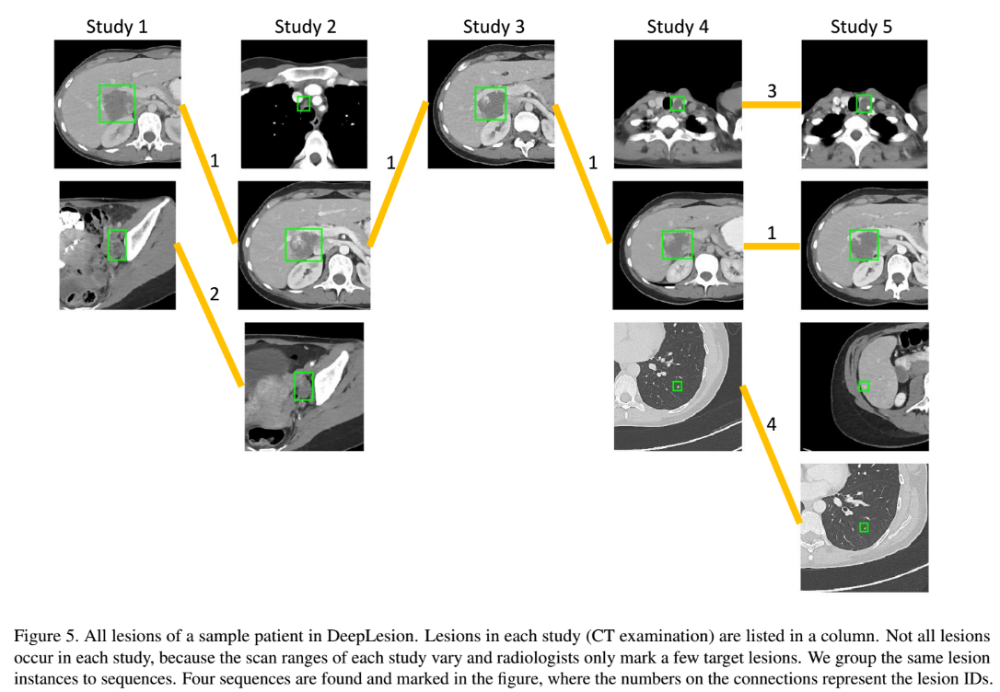 Study 1
Study 2
Study 3
Study 4
Study 5
3
1
1
1
1
2
4
Figure 5. All lesions of a sample patient in DeepLesion. Lesions in each study (CT examination) are listed in a column. Not all lesions
occur in each study, because the scan ranges of each study vary and radiologists only mark a few target lesions. We group the same lesion
instances to sequences. Four sequences are found and marked in the figure, where the numbers on the connections represent the lesion IDs.